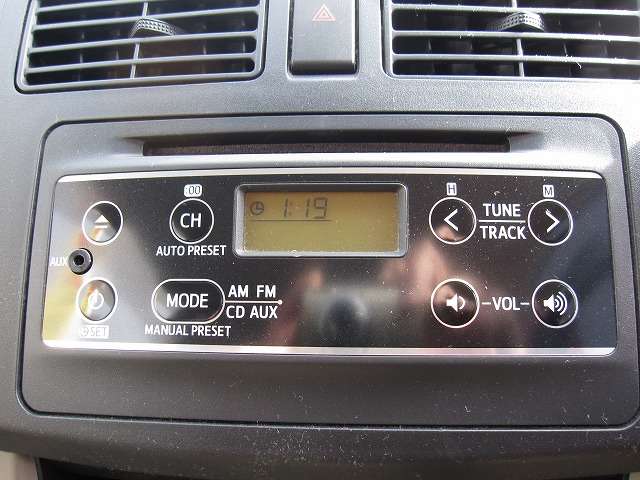 :00
H
M
1:19
CH
TUNE
TRACK
AUTO PRESET
AUX
MODE
AM FM
CD AUX
-VOL-
SET
MANUAL PRESET